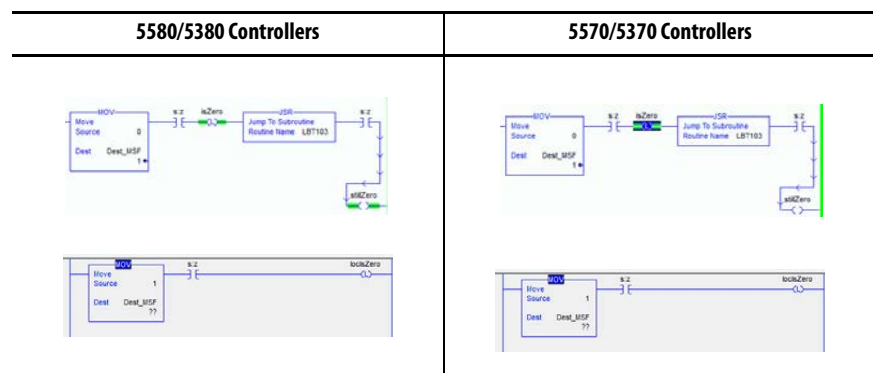 5580/5380 Controllers
5570/5370 Controllers
MOV
Move
Source 0
Dest Dest_MSF
1
s:z
isZero
L
JSR
Jump To Subroutine
Routine Name LBT103
s:z
stillZero
MOV
Move
Source 0
Dest Dest_MSF
1
s:z
isZero
L
JSR
Jump To Subroutine
Routine Name LBT103
s:z
stillZero
MOV
Move
Source 1
Dest Dest_MSF
??
s:z
locIsZero
L
MOV
Move
Source 1
Dest Dest_MSF
??
s:z
locIsZero
L